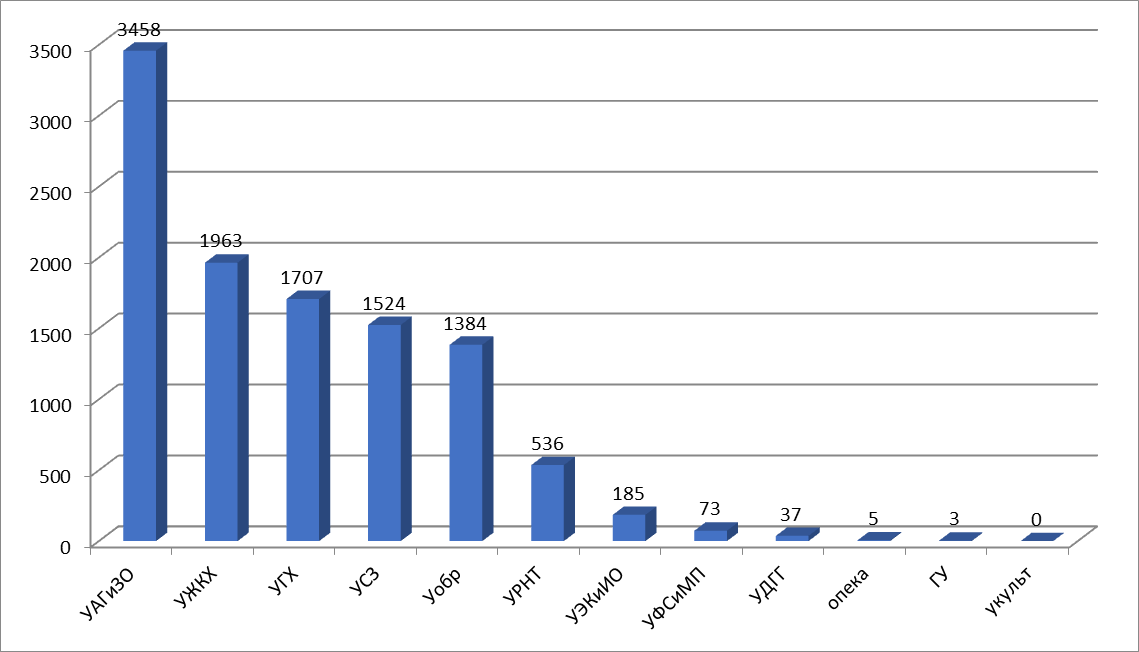 3458
3500
3000
2500
2000
1500
1000
500
0
1963
1707
1524
1384
536
185
73
37
5
3
0
УАГиЗО
УЖКХ
УГХ
УСЗ
Уобр
УРНТ
УЭКиИО
УФСиМП
УДГГ
опека
ГУ
укульт